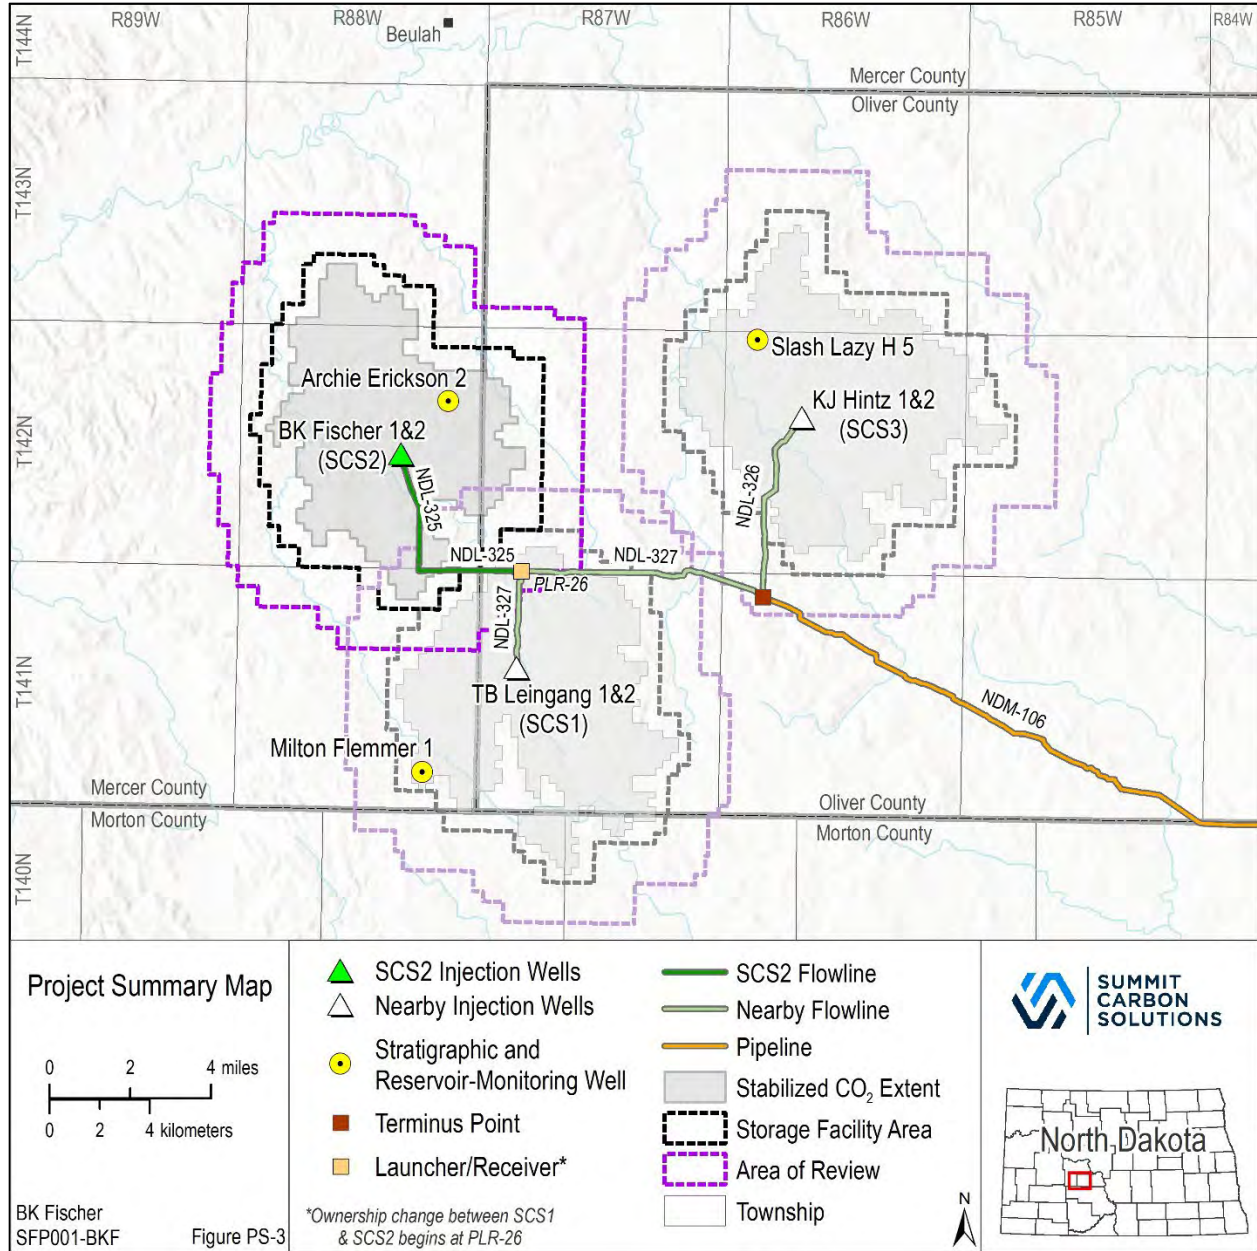 R89W
R88W
R87W
R86W
R85W
R84W
T144N
Beulah
Mercer County
Oliver County
T143N
Slash Lazy H 5
Archie Erickson 2
KJ Hintz 1&2
(SCS3)
BK Fischer 1&2
(SCS2)
T142N
NDL-325
NDL-326
NDL-325
NDL-327
PLR-26
NDL-327
T141N
TB Leingang 1&2
(SCS1)
NDM-106
Milton Flemmer 1
Mercer County
Morton County
Oliver County
Morton County
T140N
Project Summary Map
0 2 4 miles
0 2 4 kilometers
BK Fischer
SFP001-BKF
Figure PS-3
SCS2 Injection Wells
Nearby Injection Wells
Stratigraphic and
Reservoir-Monitoring Well
Terminus Point
Launcher/Receiver*
*Ownership change between SCS1
& SCS2 begins at PLR-26
SCS2 Flowline
Nearby Flowline
Pipeline
Stabilized CO₂ Extent
Storage Facility Area
Area of Review
Township
N
SUMMIT
CARBON
SOLUTIONS
North Dakota